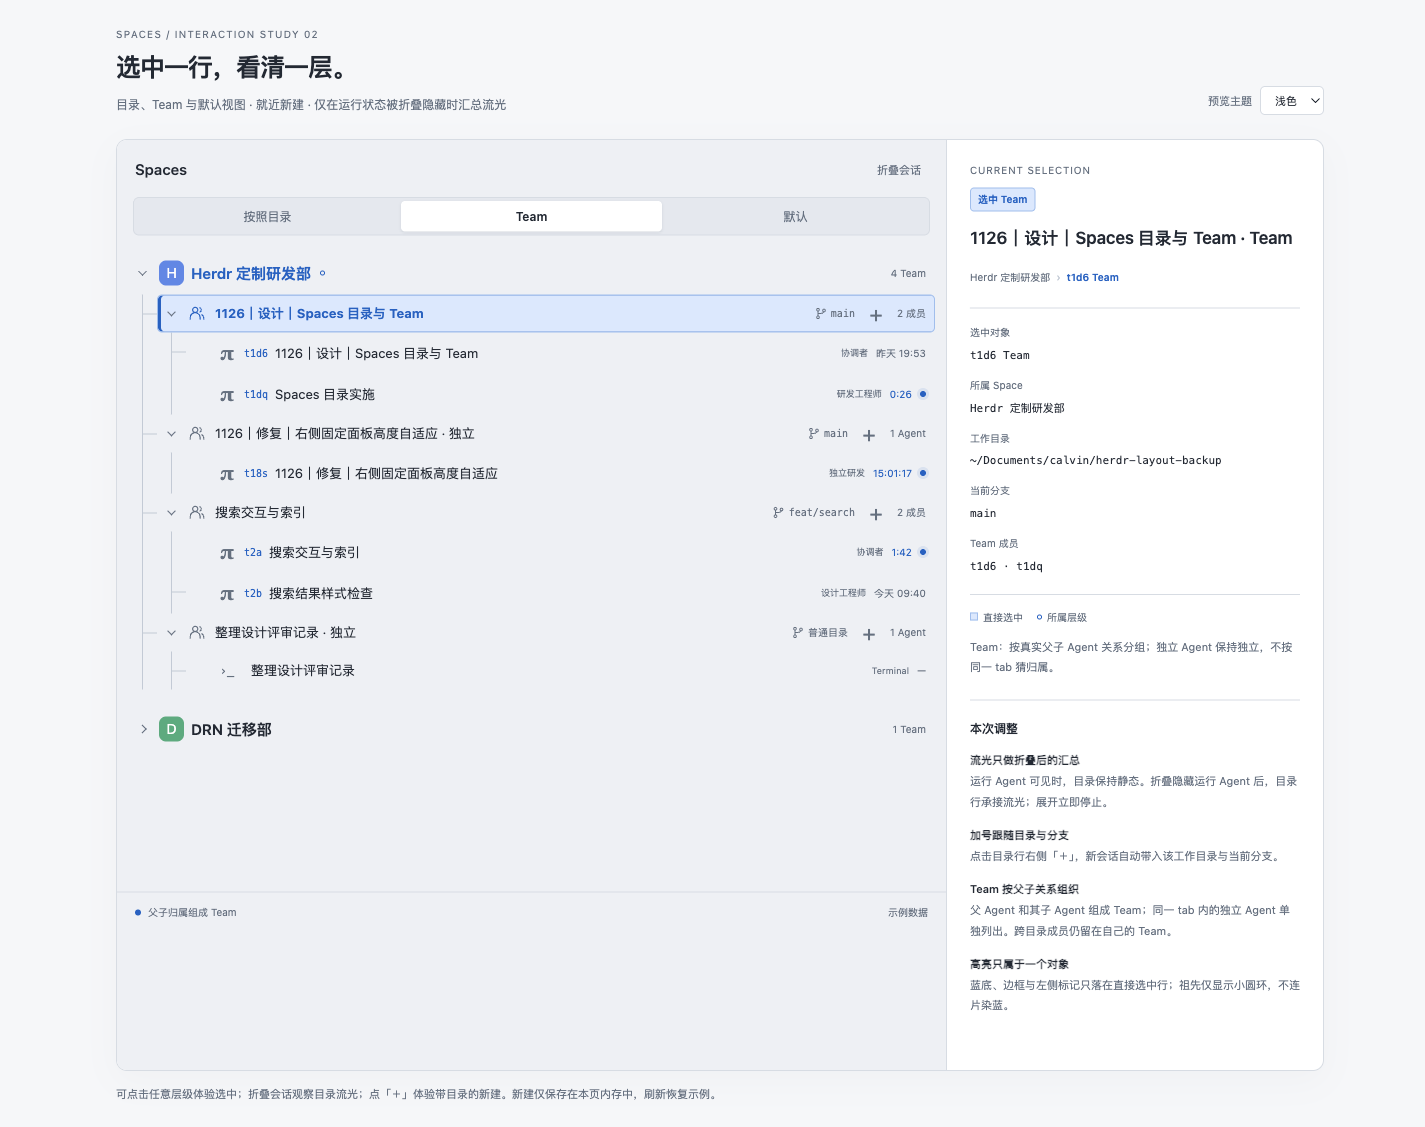 SPACES / INTERACTION STUDY 02
选中一行，看清一层。
目录、Team 与默认视图 · 就近新建 · 仅在运行状态被折叠隐藏时汇总流光
预览主题 浅色
Spaces 折叠会话
按照目录 Team 默认
H Herdr 定制研发部 4 Team
1126｜设计｜Spaces 目录与 Team main + 2 成员
t1d6 1126｜设计｜Spaces 目录与 Team 协调者 昨天 19:53
t1dq Spaces 目录实施 研发工程师 0:26
1126｜修复｜右侧固定面板高度自适应 · 独立 main + 1 Agent
t18s 1126｜修复｜右侧固定面板高度自适应 独立研发 15:01:17
搜索交互与索引 feat/search + 2 成员
t2a 搜索交互与索引 协调者 1:42
t2b 搜索结果样式检查 设计工程师 今天 09:40
整理设计评审记录 · 独立 普通目录 + 1 Agent
整理设计评审记录 Terminal —
D DRN 迁移部 1 Team
父子归属组成 Team 示例数据
CURRENT SELECTION
选中 Team
1126｜设计｜Spaces 目录与 Team · Team
Herdr 定制研发部 › t1d6 Team
选中对象
t1d6 Team
所属 Space
Herdr 定制研发部
工作目录
~/Documents/calvin/herdr-layout-backup
当前分支
main
Team 成员
t1d6 · t1dq
直接选中 所属层级
Team：按真实父子 Agent 关系分组；独立 Agent 保持独立，不按
同一 tab 猜归属。
本次调整
流光只做折叠后的汇总
运行 Agent 可见时，目录保持静态。折叠隐藏运行 Agent 后，目录
行承接流光；展开立即停止。
加号跟随目录与分支
点击目录行右侧「＋」，新会话自动带入该工作目录与当前分支。
Team 按父子关系组织
父 Agent 和其子 Agent 组成 Team；同一 tab 内的独立 Agent 单
独列出。跨目录成员仍留在自己的 Team。
高亮只属于一个对象
蓝底、边框与左侧标记只落在直接选中行；祖先仅显示小圆环，不连
片染蓝。
可点击任意层级体验选中；折叠会话观察目录流光；点「＋」体验带目录的新建。新建仅保存在本页内存中，刷新恢复示例。